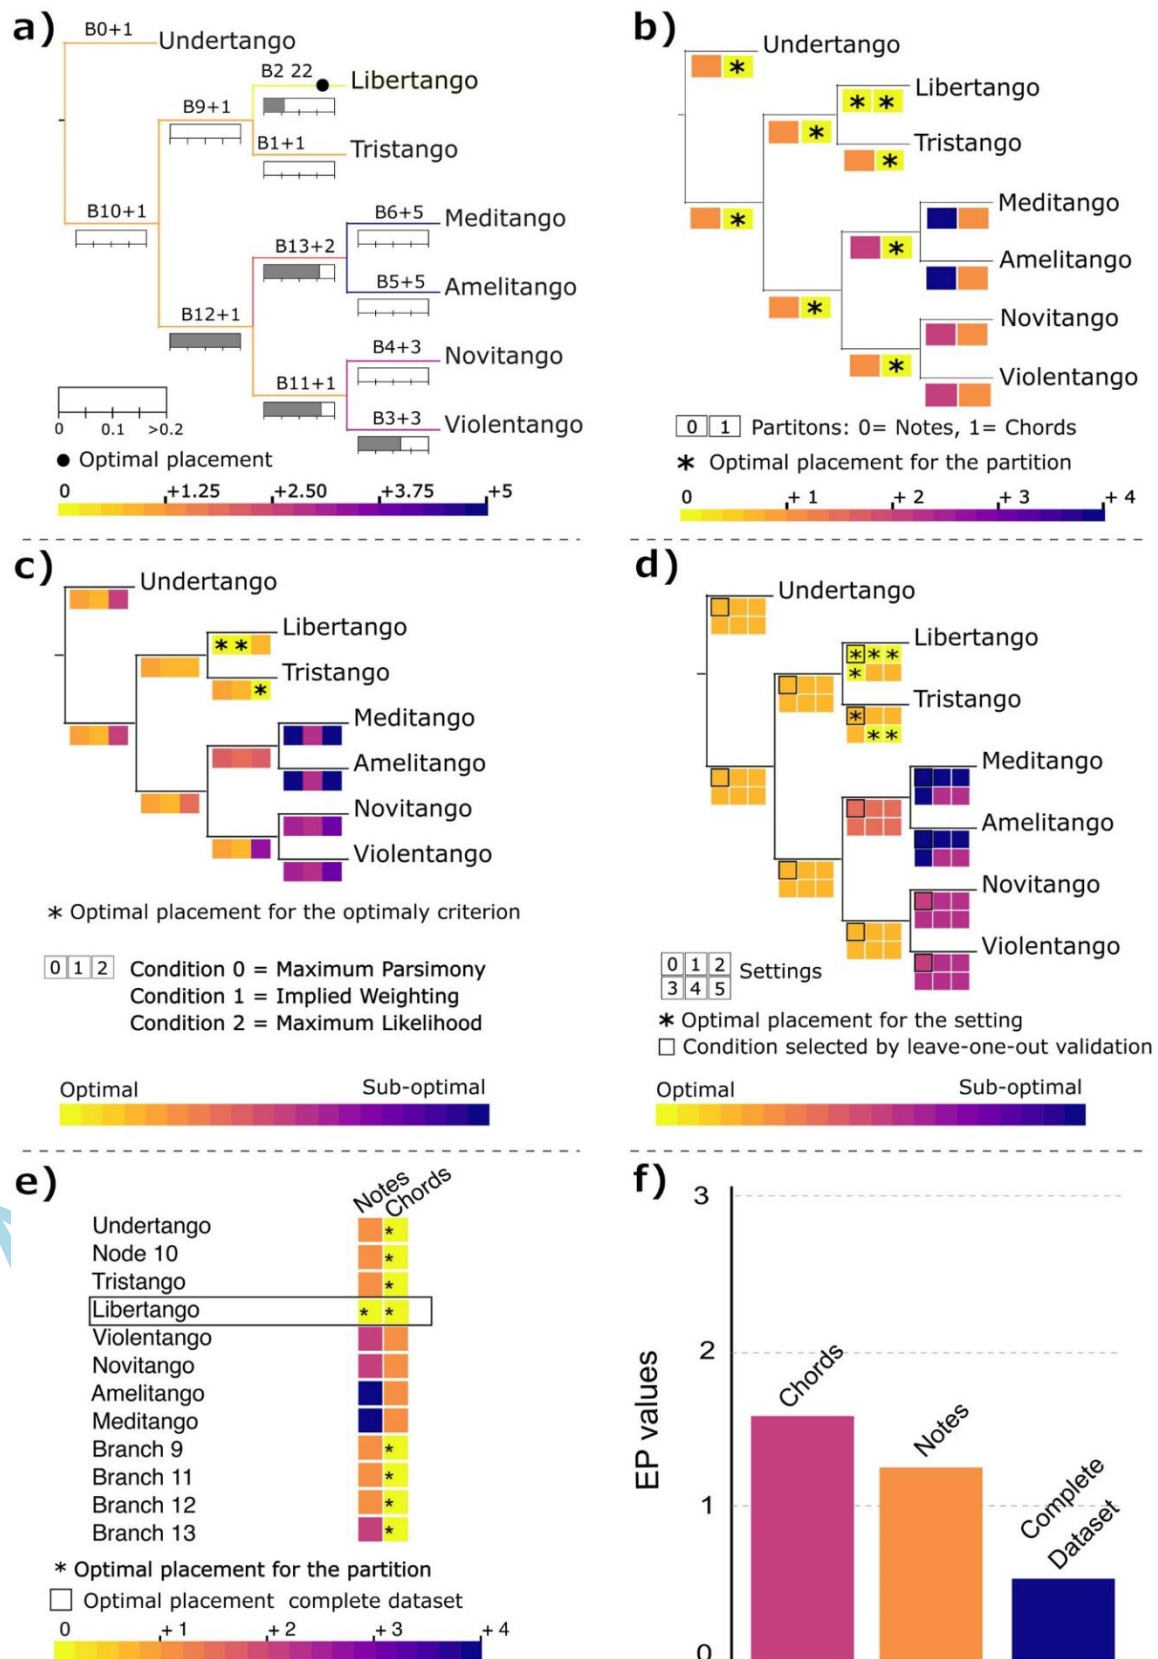 a)
B0+1
Undertango
B2 22
Libertango
B9+1
B1+1
Tristango
B10+1
B6+5
Meditango
B13+2
B5+5
Amelitango
B12+1
B4+3
Novitango
B11+1
B3+3
Violentango
0 0.1 >0.2
● Optimal placement
0 +1.25 +2.50 +3.75 +5
b)
Undertango
*
Libertango
* *
*
Tristango
*
*
Meditango
*
Amelitango
*
Novitango
*
Violentango
0 1 Partitons: 0= Notes, 1= Chords
* Optimal placement for the partition
0 + 1 + 2 + 3 + 4
c)
Undertango
Libertango
* *
Tristango
*
Meditango
Amelitango
Novitango
Violentango
* Optimal placement for the optimaly criterion
0 1 2 Condition 0 = Maximum Parsimony
Condition 1 = Implied Weighting
Condition 2 = Maximum Likelihood
Optimal Sub-optimal
d)
Undertango
Libertango
* * *
*
Tristango
*
* *
Meditango
Amelitango
Novitango
Violentango
0 1 2
3 4 5
Settings
* Optimal placement for the setting
Condition selected by leave-one-out validation
Optimal Sub-optimal
e)
Notes
Chords
Undertango *
Node 10 *
Tristango *
Libertango * *
Violentango
Novitango
Amelitango
Meditango
Branch 9 *
Branch 11 *
Branch 12 *
Branch 13 *
* Optimal placement for the partition
Optimal placement complete dataset
0 + 1 + 2 + 3 + 4
f)
3
2
1
0
EP values
Chords
Notes
Complete
Dataset